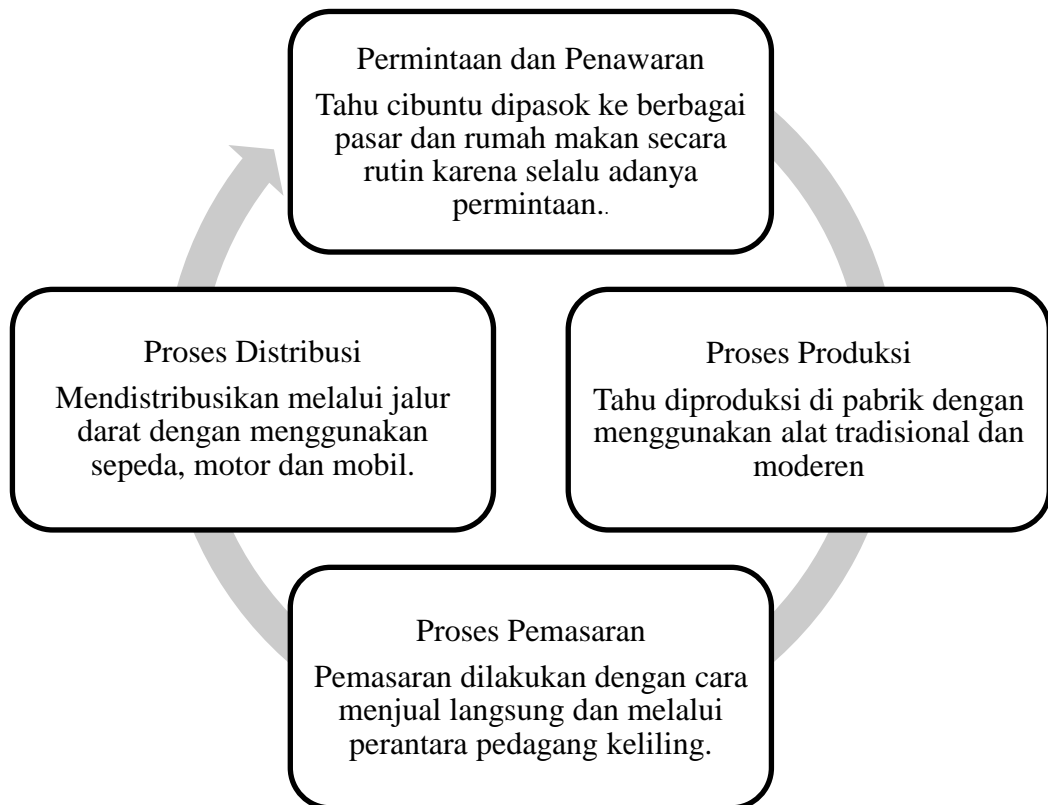 Permintaan dan Penawaran
Tahu cibuntu dipasok ke berbagai
pasar dan rumah makan secara
rutin karena selalu adanya
permintaan..
Proses Produksi
Tahu diproduksi di pabrik dengan
menggunakan alat tradisional dan
moderen
Proses Pemasaran
Pemasaran dilakukan dengan cara
menjual langsung dan melalui
perantara pedagang keliling.
Proses Distribusi
Mendistribusikan melalui jalur
darat dengan menggunakan
sepeda, motor dan mobil.